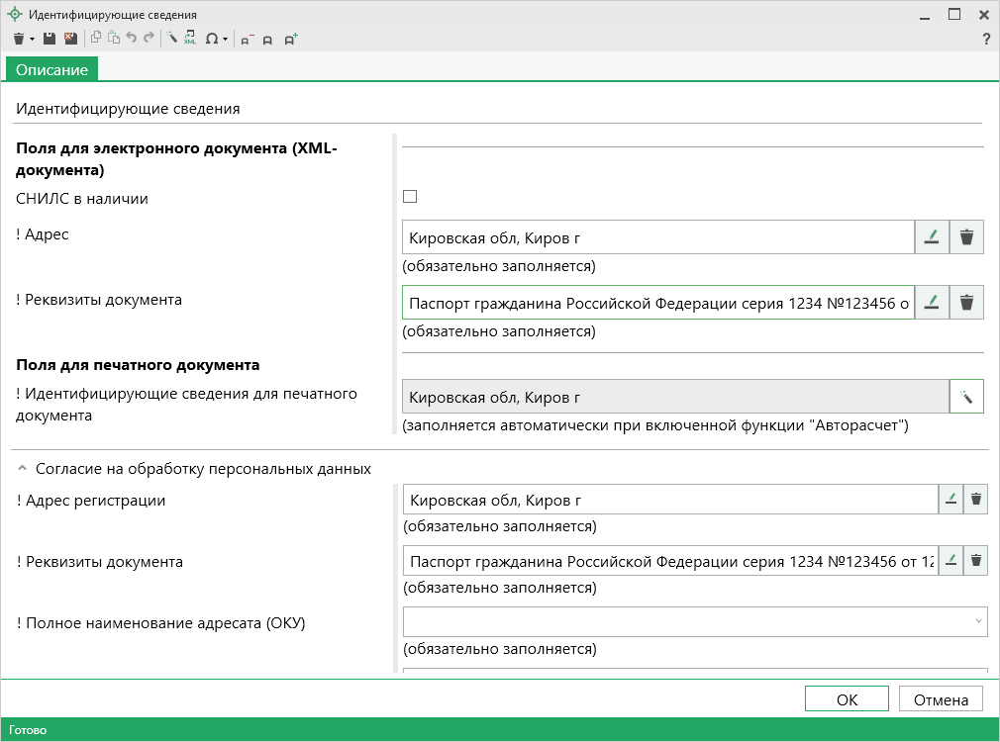 Идентифицирующие сведения
XML
?
Описание
Идентифицирующие сведения
Поля для электронного документа (XML-
документа)
СНИЛС в наличии
! Адрес
Кировская обл, Киров г
(обязательно заполняется)
! Реквизиты документа
Паспорт гражданина Российской Федерации серия 1234 №123456 о
(обязательно заполняется)
Поля для печатного документа
! Идентифицирующие сведения для печатного
документа
Кировская обл, Киров г
(заполняется автоматически при включенной функции "Авторасчет")
Согласие на обработку персональных данных
! Адрес регистрации
Кировская обл, Киров г
(обязательно заполняется)
! Реквизиты документа
Паспорт гражданина Российской Федерации серия 1234 №123456 от 12
(обязательно заполняется)
! Полное наименование адресата (ОКУ)
(обязательно заполняется)
ОК
Отмена
Готово